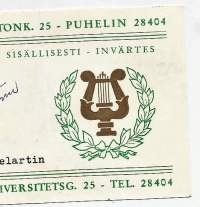 TONK. 25 - PUHELIN 28404
SISÄLLISESTI - INVÄRTES
elartin
IVERSITETSG. 25 - TEL. 28404